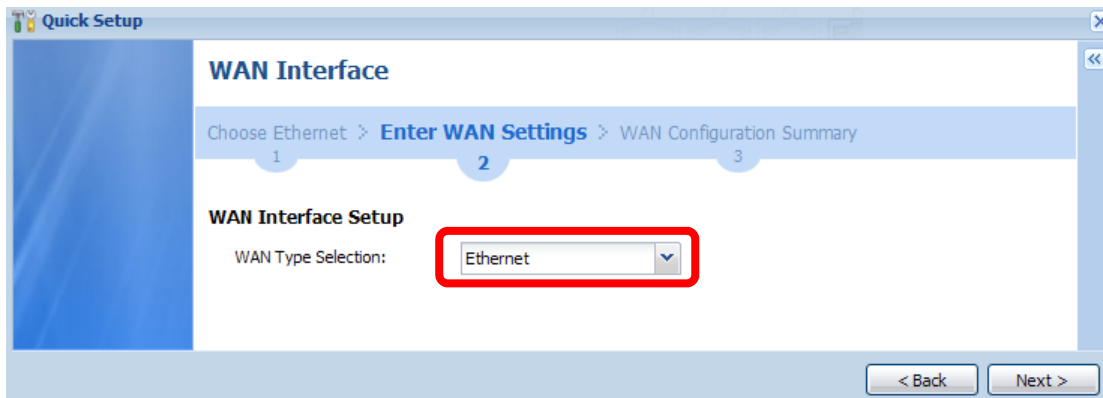 Quick Setup
WAN Interface
Choose Ethernet > Enter WAN Settings > WAN Configuration Summary
1 2 3
WAN Interface Setup
WAN Type Selection: Ethernet
< Back Next >